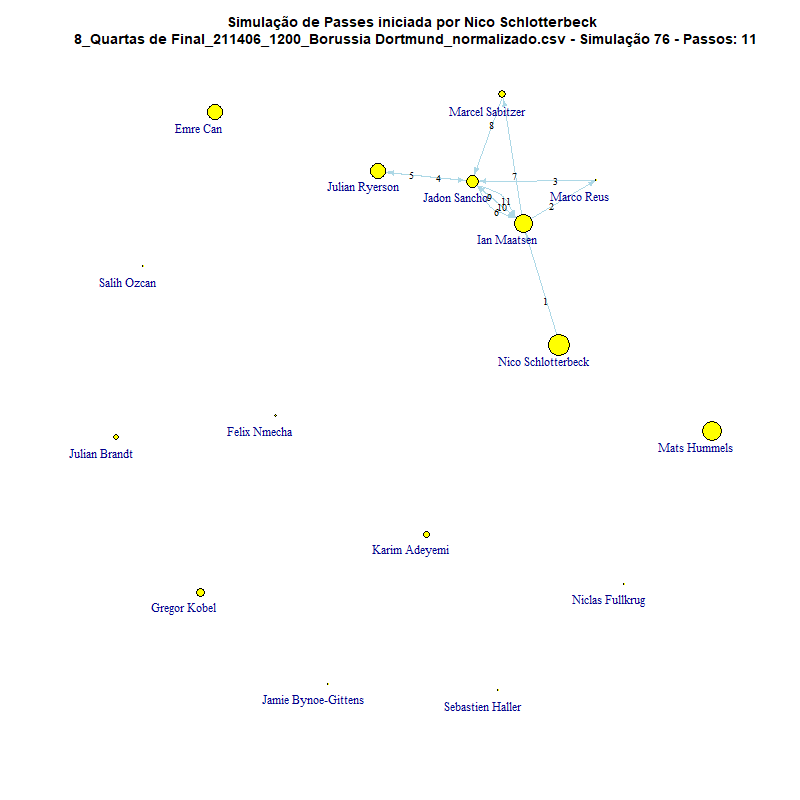 Simulação de Passes iniciada por Nico Schlotterbeck
8_Quartas de Final_211406_1200_Borussia Dortmund_normalizado.csv - Simulação 76 - Passos: 11
Marcel Sabitzer
Emre Can
8
5
4
7
3
Julian Ryerson
Jadon Sancho
9
11
Marco Reus
10
2
6
Ian Maatsen
Salih Ozcan
1
Nico Schlotterbeck
Felix Nmecha
Mats Hummels
Julian Brandt
Karim Adeyemi
Gregor Kobel
Niclas Fullkrug
Jamie Bynoe-Gittens
Sebastien Haller